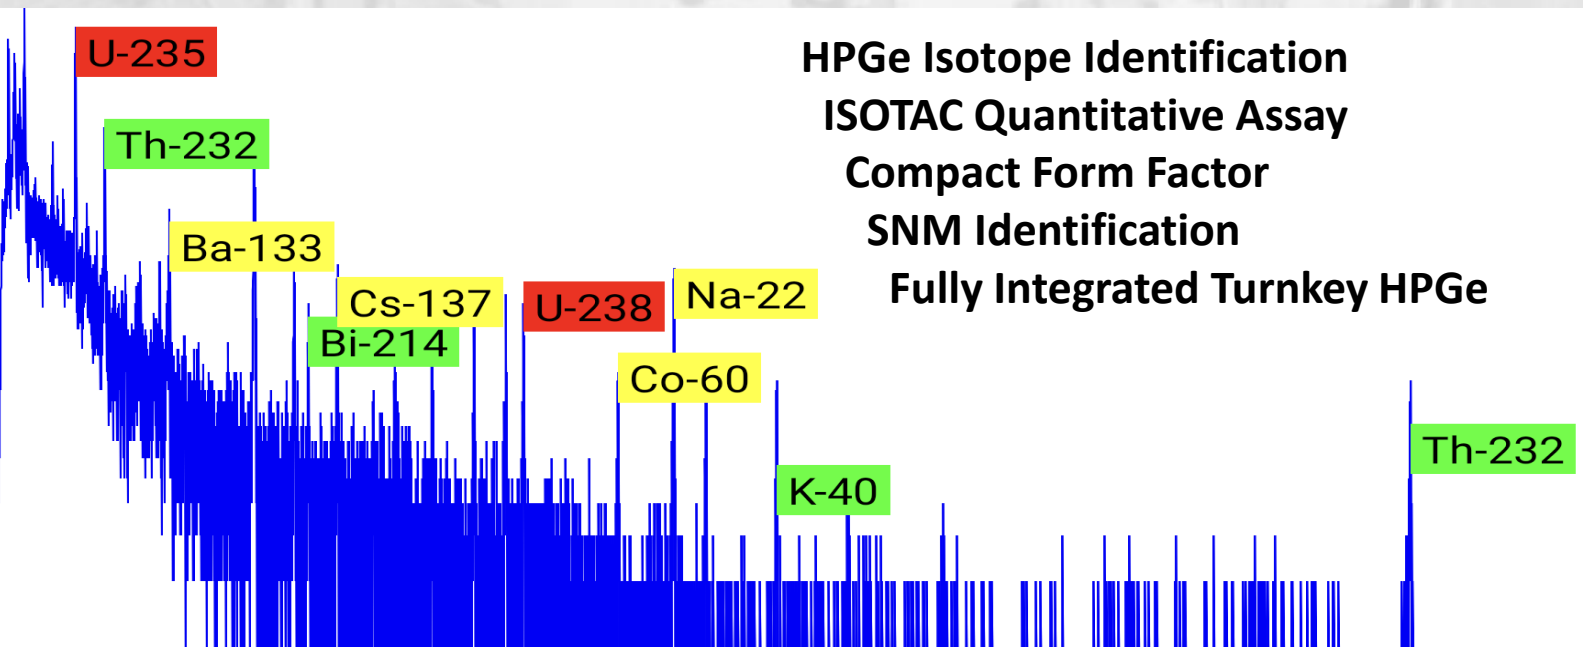 U-235
Th-232
Ba-133
Cs-137
Bi-214
U-238
Na-22
Co-60
K-40
Th-232
HPGe Isotope Identification
ISOTAC Quantitative Assay
Compact Form Factor
SNM Identification
Fully Integrated Turnkey HPGe